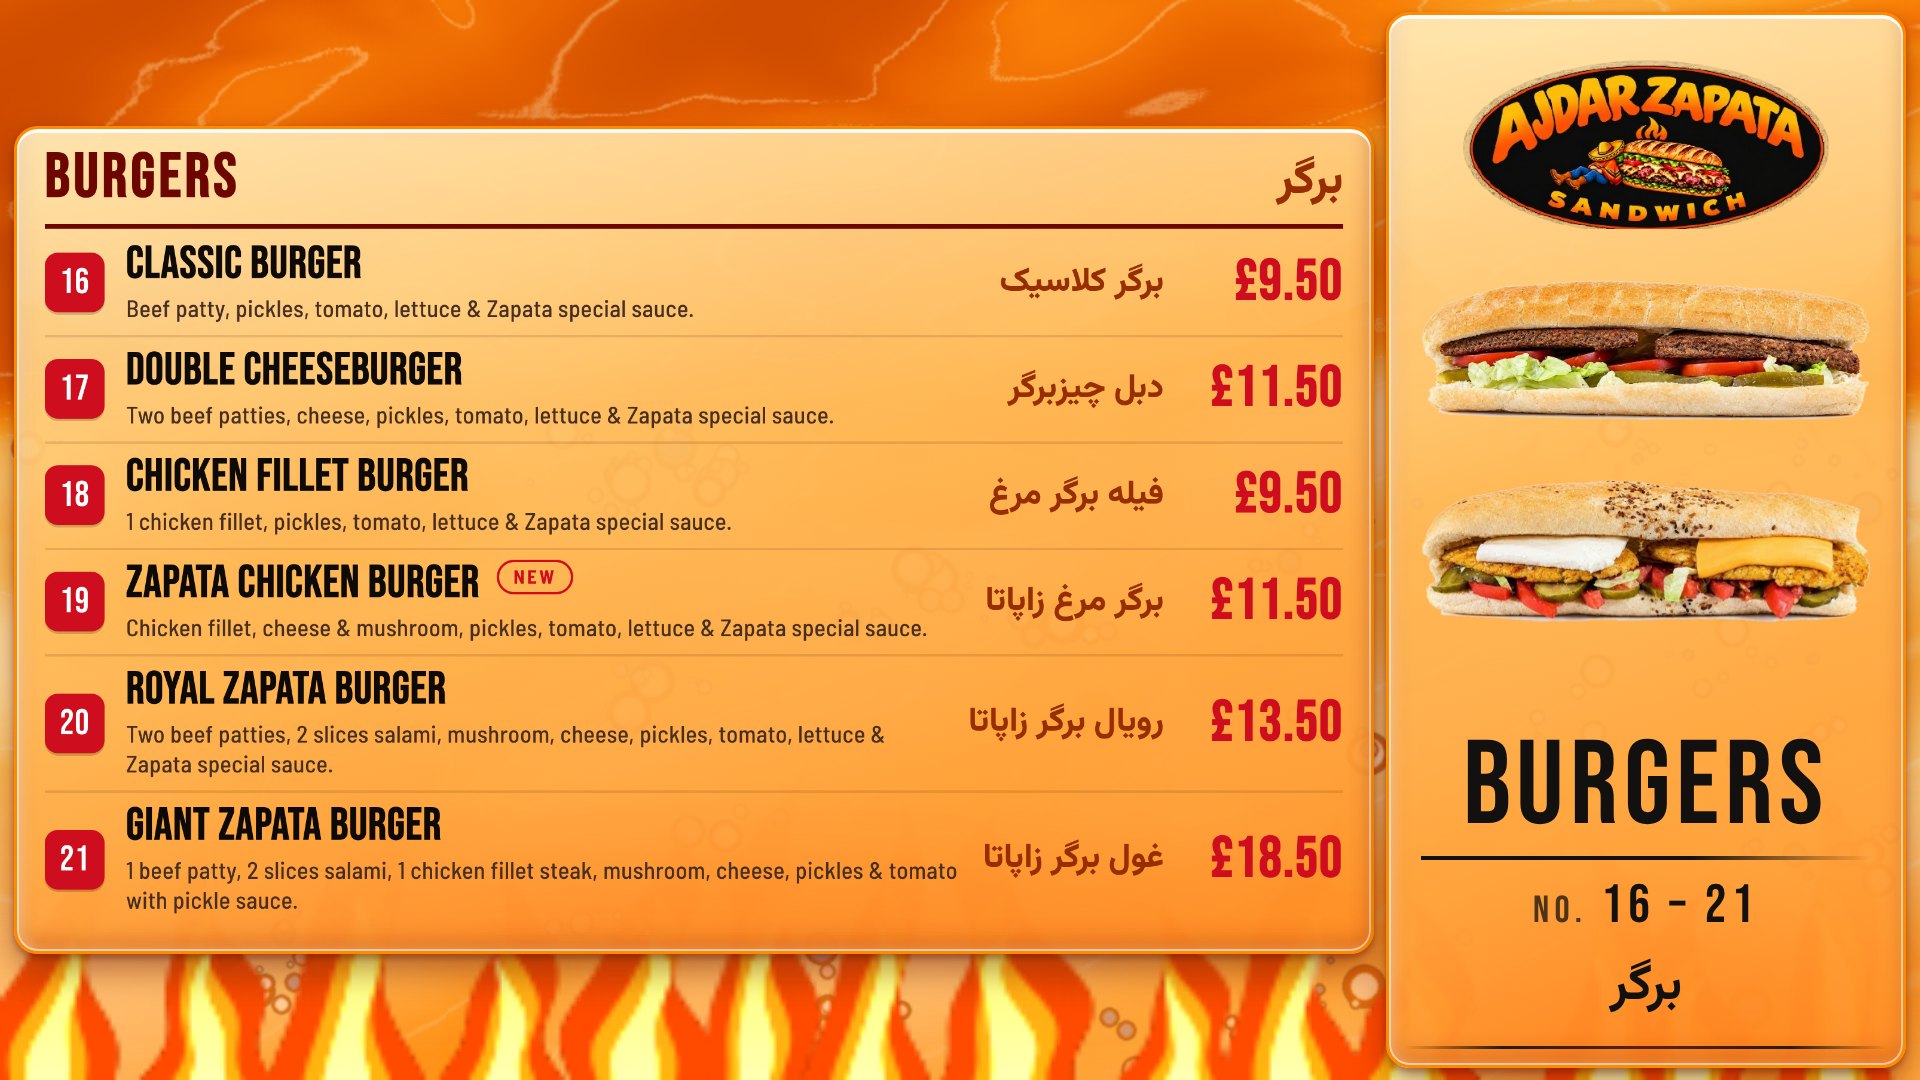 BURGERS
برگر
16
CLASSIC BURGER
Beef patty, pickles, tomato, lettuce & Zapata special sauce.
برگر کلاسیک
£9.50
17
DOUBLE CHEESEBURGER
Two beef patties, cheese, pickles, tomato, lettuce & Zapata special sauce.
دبل چیزبرگر
£11.50
18
CHICKEN FILLET BURGER
1 chicken fillet, pickles, tomato, lettuce & Zapata special sauce.
فیله برگر مرغ
£9.50
19
ZAPATA CHICKEN BURGER NEW
Chicken fillet, cheese & mushroom, pickles, tomato, lettuce & Zapata special sauce.
برگر مرغ زاپاتا
£11.50
20
ROYAL ZAPATA BURGER
Two beef patties, 2 slices salami, mushroom, cheese, pickles, tomato, lettuce &
Zapata special sauce.
رویال برگر زاپاتا
£13.50
21
GIANT ZAPATA BURGER
1 beef patty, 2 slices salami, 1 chicken fillet steak, mushroom, cheese, pickles & tomato
with pickle sauce.
غول برگر زاپاتا
£18.50
AJDAR ZAPATA
SANDWICH
BURGERS
NO. 16 – 21
برگر